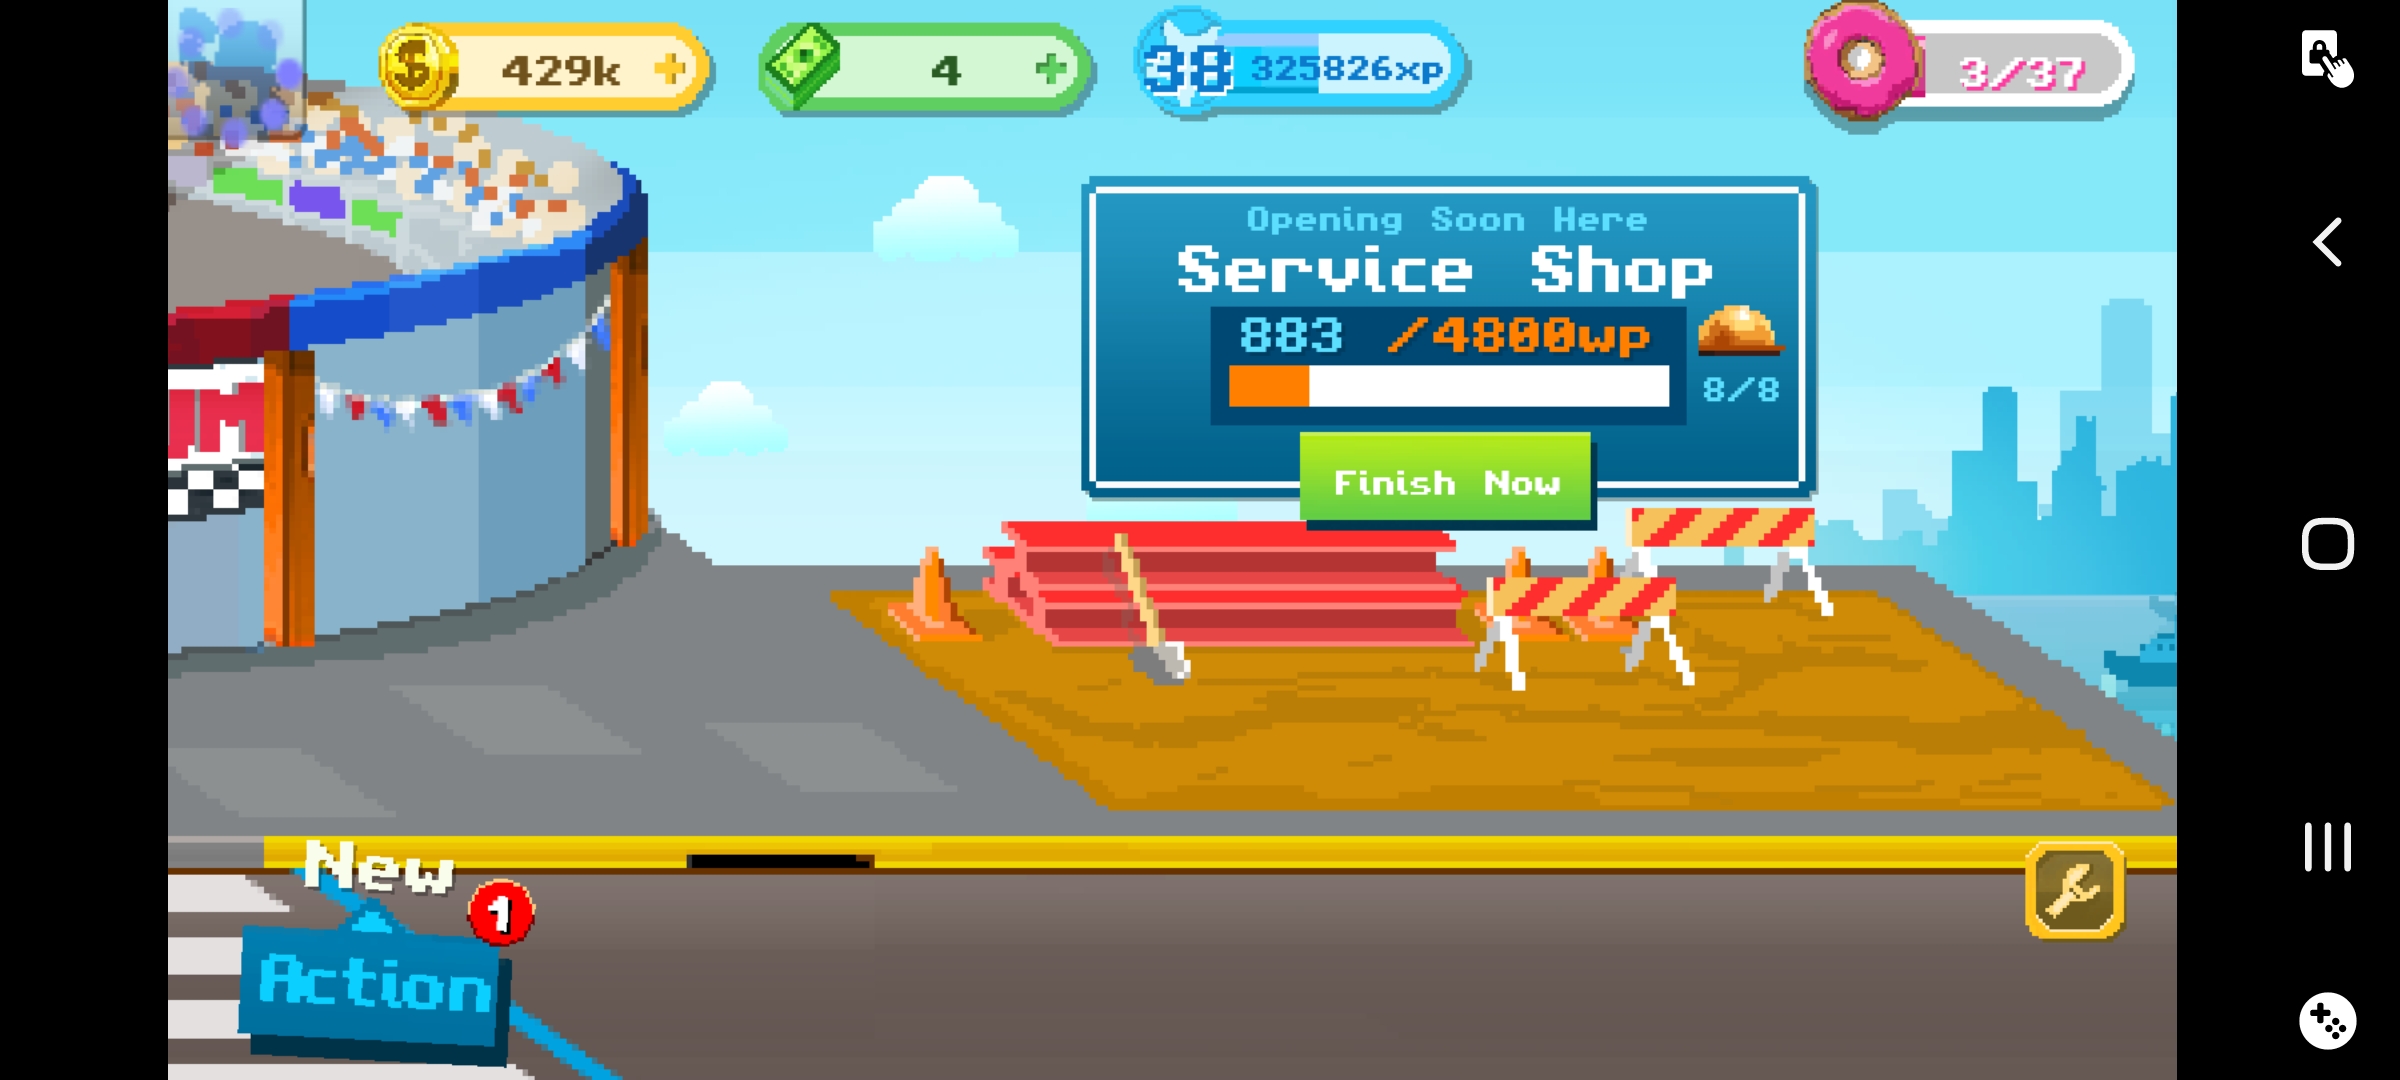 429k
4
38 325826xp
3/37
Opening Soon Here
Service Shop
883 /4800wp
8/8
Finish Now
New
1
Action